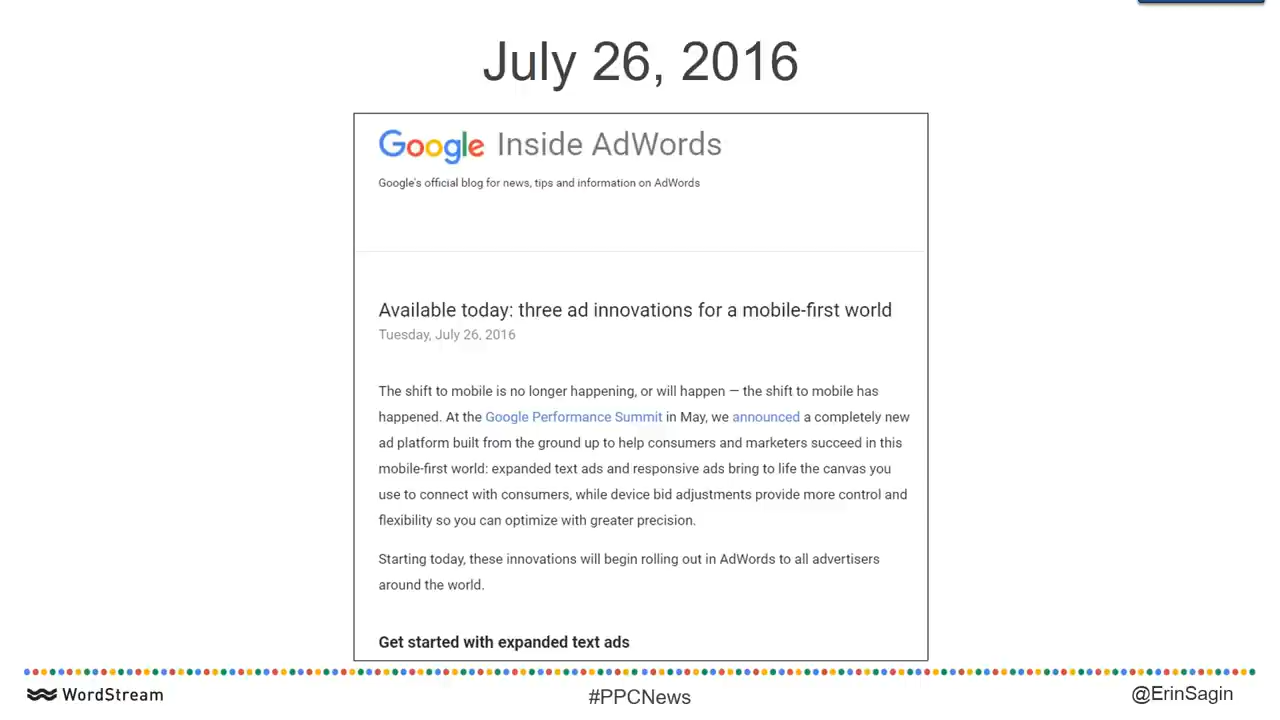 July 26, 2016
Google Inside AdWords
Google's official blog for news, tips and information on AdWords
Available today: three ad innovations for a mobile-first world
Tuesday, July 26, 2016
The shift to mobile is no longer happening, or will happen — the shift to mobile has
happened. At the Google Performance Summit in May, we announced a completely new
ad platform built from the ground up to help consumers and marketers succeed in this
mobile-first world: expanded text ads and responsive ads bring to life the canvas you
use to connect with consumers, while device bid adjustments provide more control and
flexibility so you can optimize with greater precision.
Starting today, these innovations will begin rolling out in AdWords to all advertisers
around the world.
Get started with expanded text ads
WordStream
#PPCNews
@ErinSagin